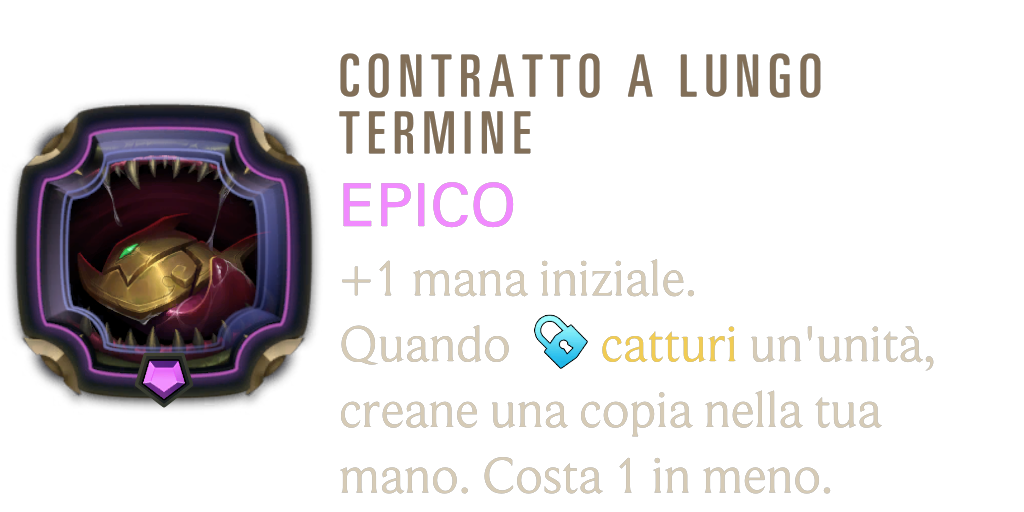 CONTRATTO A LUNGO
TERMINE
EPICO
+1 mana iniziale.
Quando catturi un'unità,
creane una copia nella tua
mano. Costa 1 in meno.